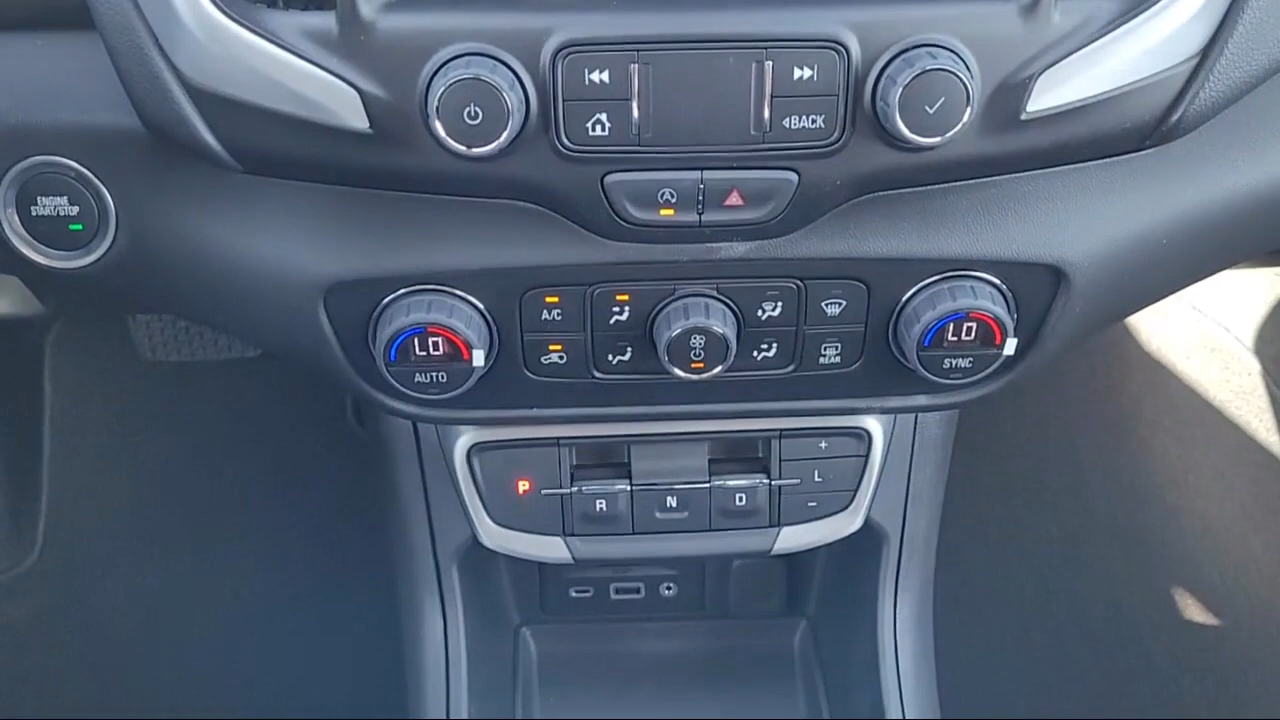 BACK
A
ENGINE
START/STOP
A/C
LO
AUTO
REAR
LO
SYNC
P
R
N
D
+
L
−